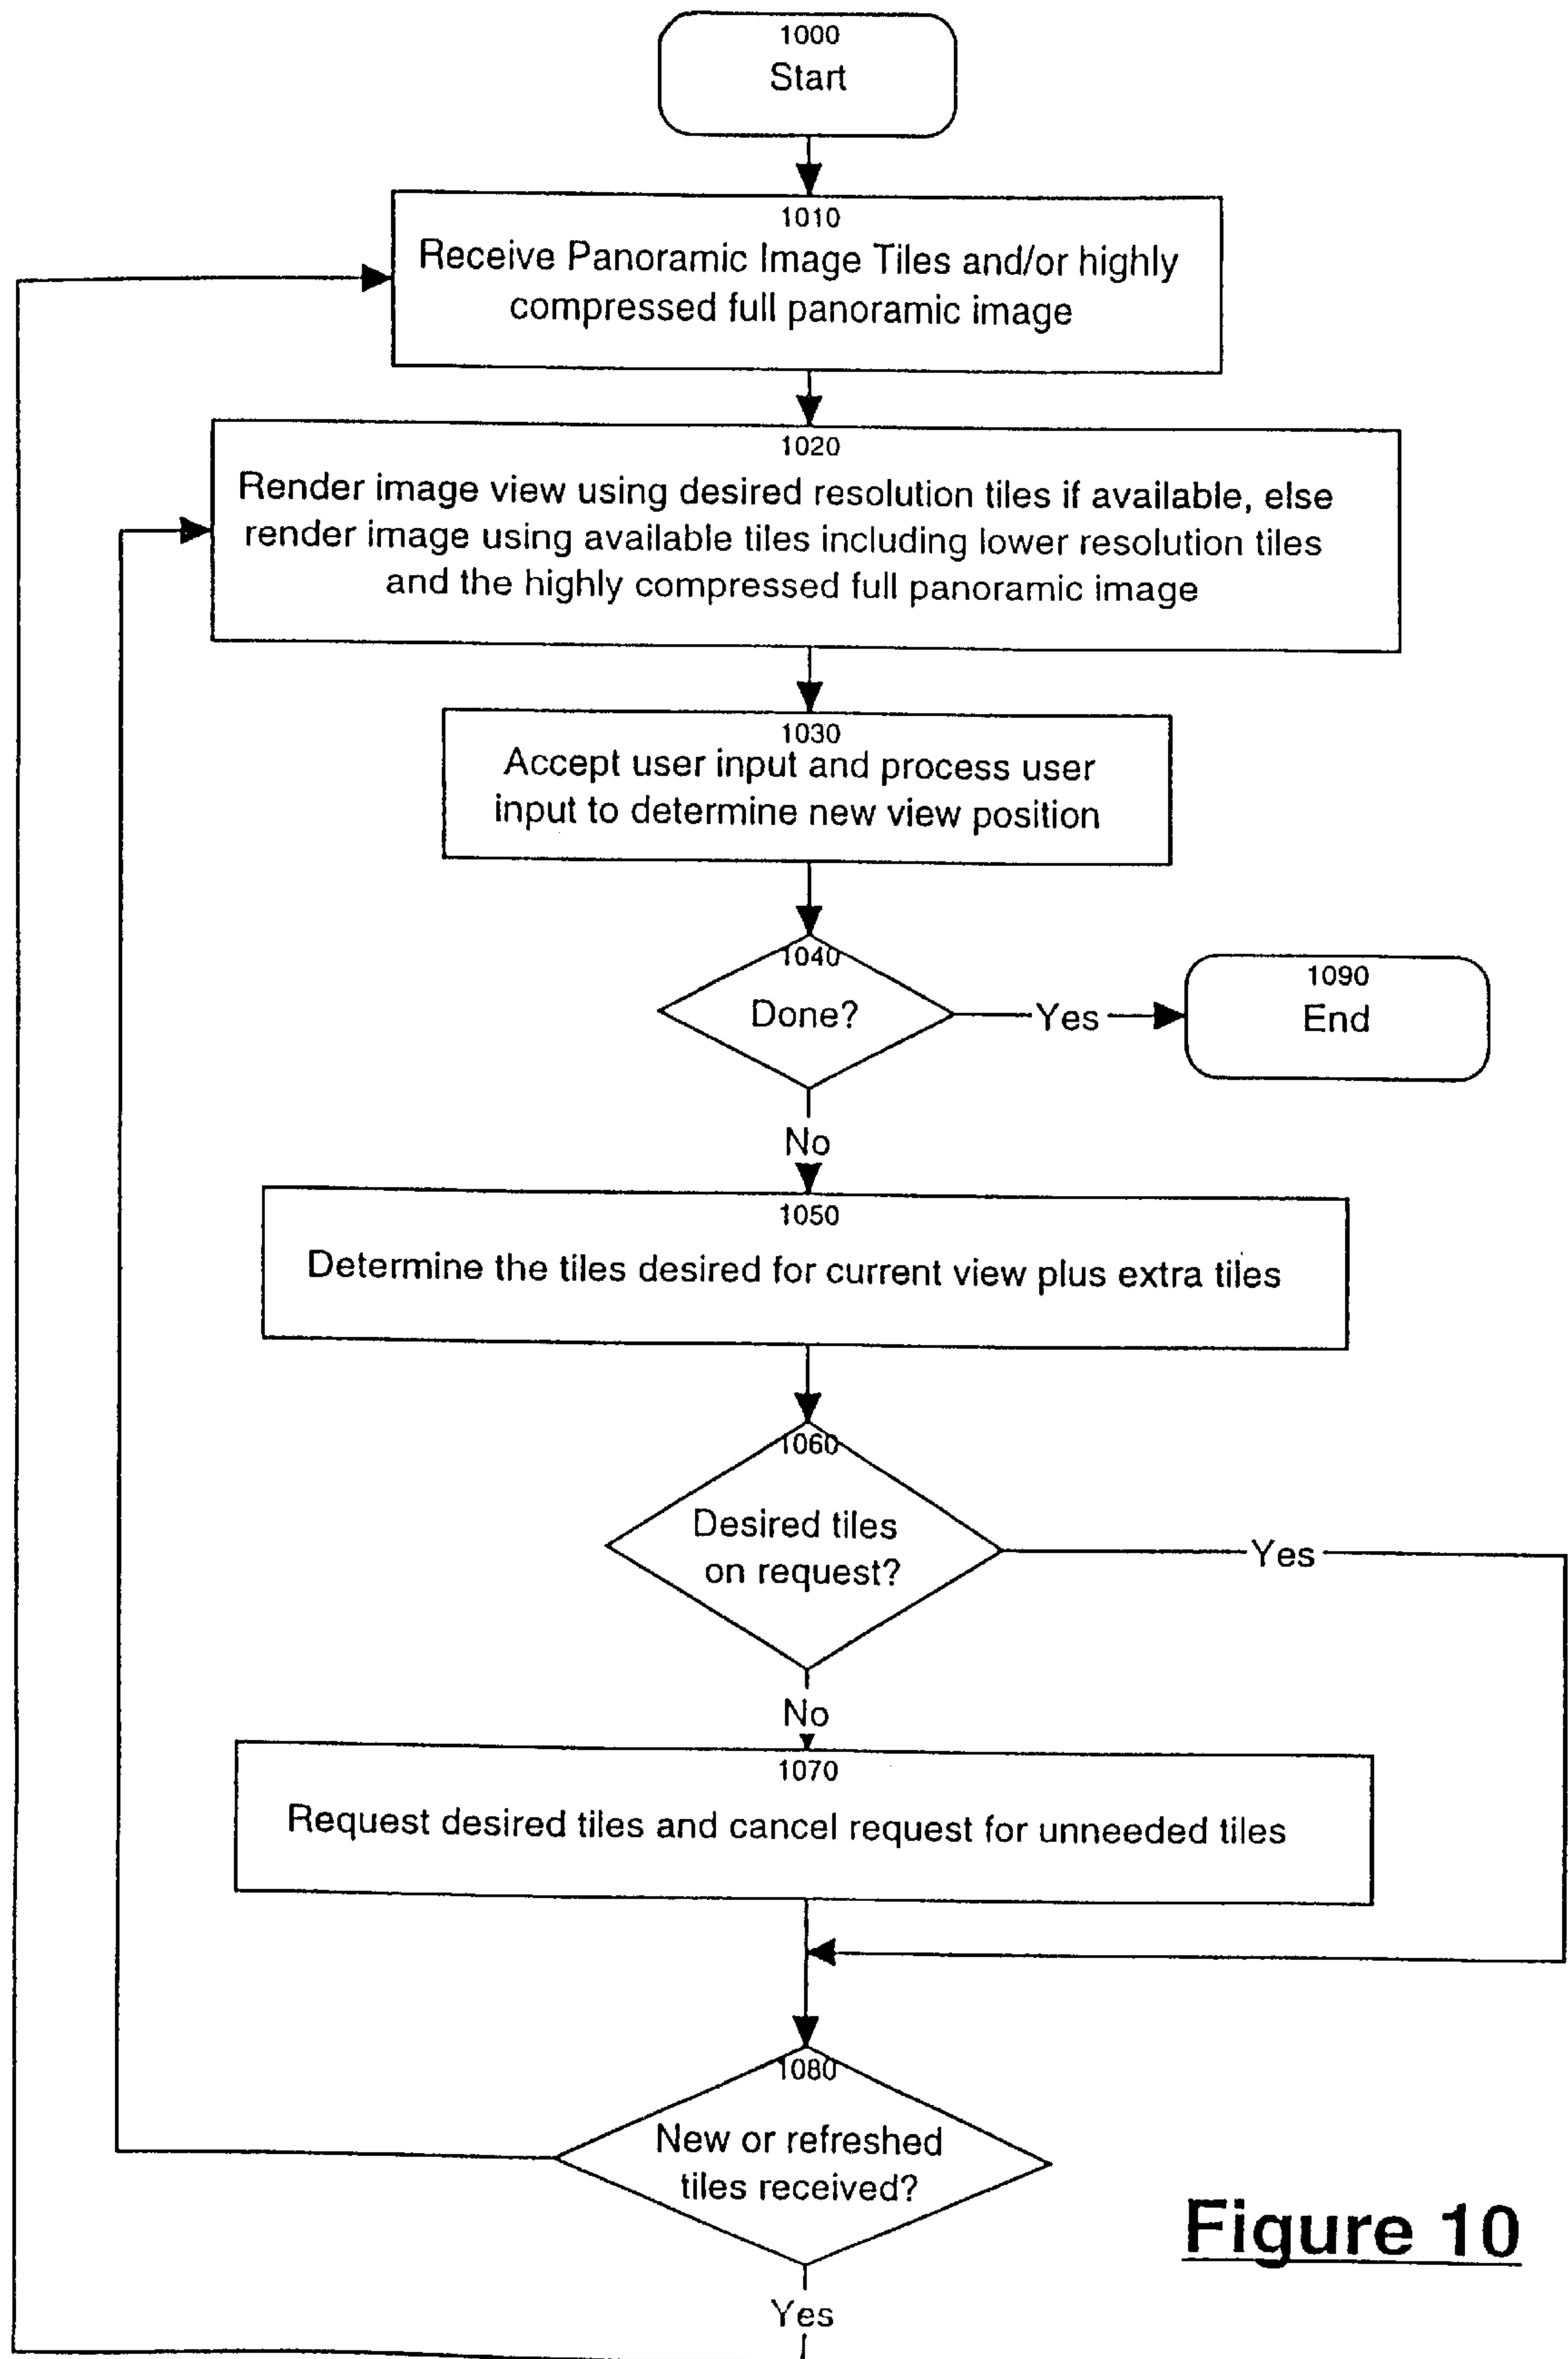 1000
Start
1010
Receive Panoramic Image Tiles and/or highly
compressed full panoramic image
1020
Render image view using desired resolution tiles if available, else
render image using available tiles including lower resolution tiles
and the highly compressed full panoramic image
1030
Accept user input and process user
input to determine new view position
1040
Done?
Yes
1090
End
No
1050
Determine the tiles desired for current view plus extra tiles
1060
Desired tiles
on request?
Yes
No
1070
Request desired tiles and cancel request for unneeded tiles
1080
New or refreshed
tiles received?
Figure 10
Yes